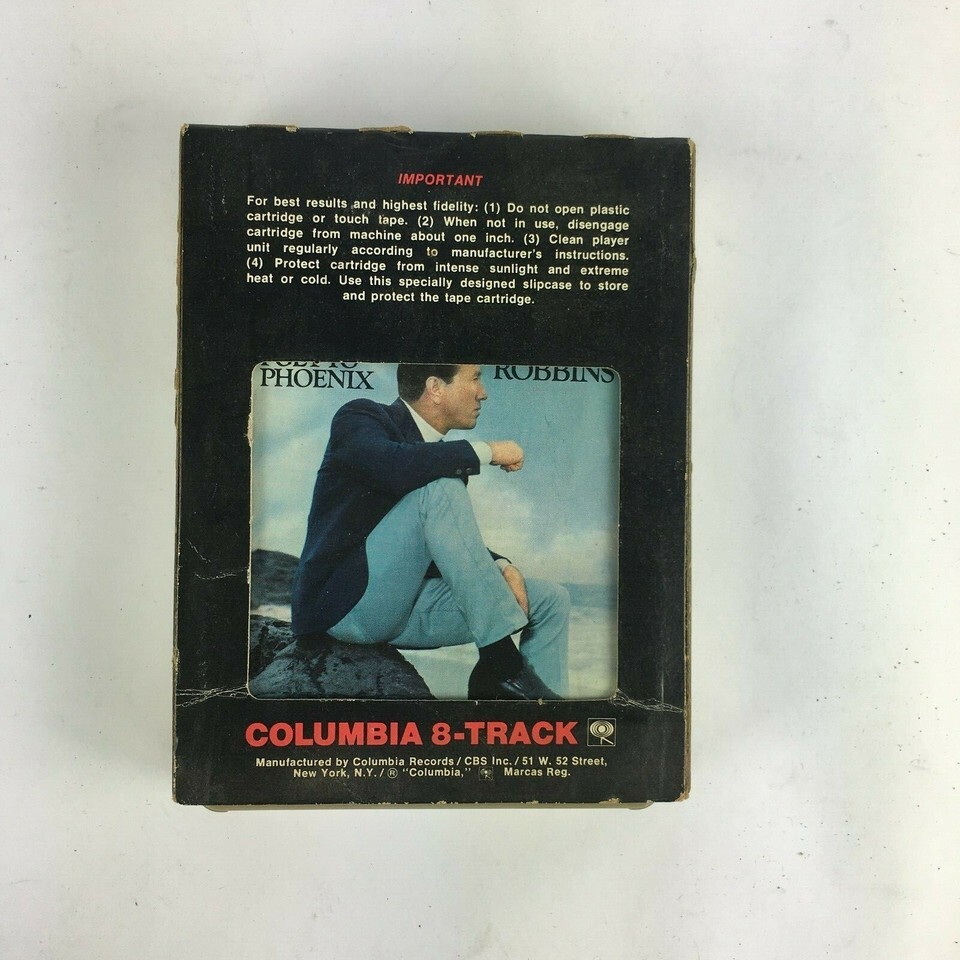 IMPORTANT
For best results and highest fidelity: (1) Do not open plastic
cartridge or touch tape. (2) When not in use, disengage
cartridge from machine about one inch. (3) Clean player
unit regularly according to manufacturer's instructions.
(4) Protect cartridge from intense sunlight and extreme
heat or cold. Use this specially designed slipcase to store
and protect the tape cartridge.
PHOENIX
ROBBINS
COLUMBIA 8-TRACK
Manufactured by Columbia Records / CBS Inc. / 51 W. 52 Street,
New York, N.Y. / ® "Columbia," Marcas Reg.